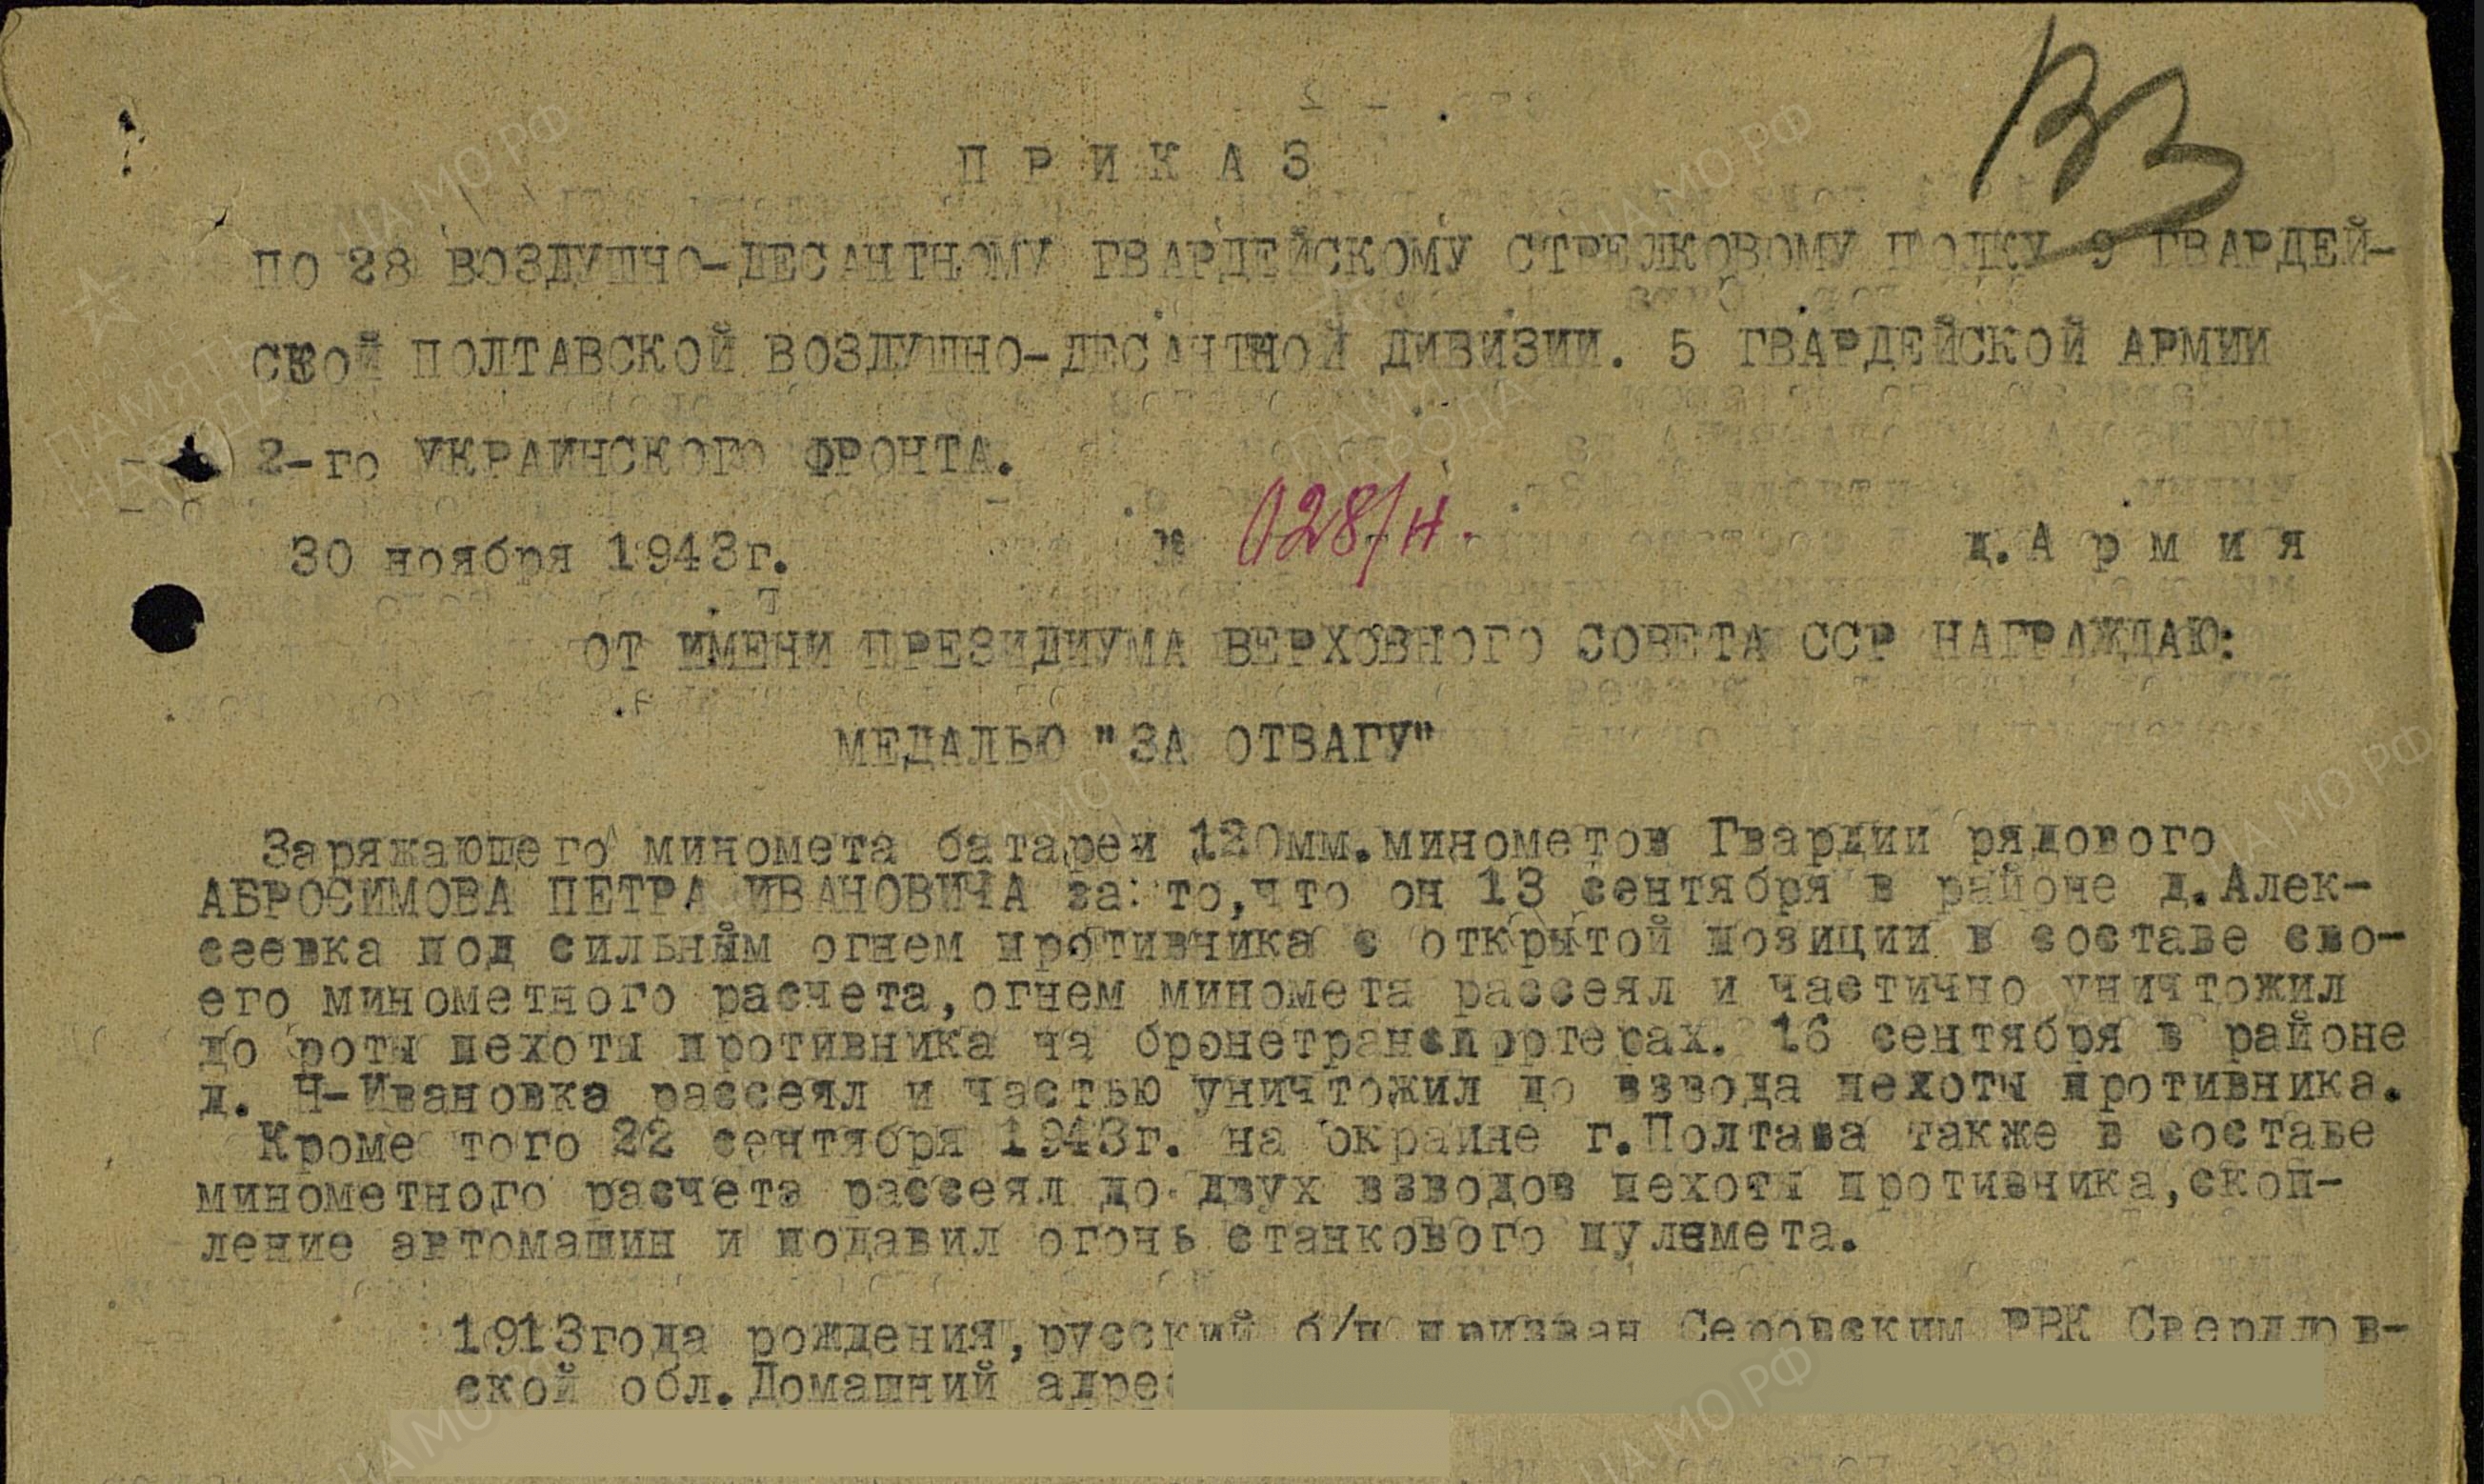 ПРИКАЗ
ПО 28 ВОЗДУШНО-ДЕСАНТНОМУ ГВАРДЕЙСКОМУ СТРЕЛКОВОМУ ПОЛКУ 9 ГВАРДЕЙ-
СКОЙ ПОЛТАВСКОЙ ВОЗДУШНО-ДЕСАНТНОЙ ДИВИЗИИ. 5 ГВАРДЕЙСКОЙ АРМИИ
2-го УКРАИНСКОГО ФРОНТА.
30 ноября 1943г. № 028/н. д.Армия
ОТ ИМЕНИ ПРЕЗИДИУМА ВЕРХОВНОГО СОВЕТА ССР НАГРАЖДАЮ:
МЕДАЛЬЮ "ЗА ОТВАГУ"
Заряжающего миномета батареи 120мм.минометов Гвардии рядового
АБРОСИМОВА ПЕТРА ИВАНОВИЧА за: то,что он 13 сентября в районе д.Алек-
сеевка под сильным огнем противника с открытой позиции в составе сво-
его минометного расчета,огнем миномета рассеял и частично уничтожил
до роты пехоты противника на бронетранспортерах. 16 сентября в районе
д. Н-Ивановка рассеял и частью уничтожил до взвода пехоты противника.
Кроме того 22 сентября 1943г. на окраине г.Полтава также в составе
минометного расчета рассеял до двух взводов пехоты противника,скоп-
ление автомашин и подавил огонь станкового пулемета.
1913года рождения,русский б/п призван Серовским РВК Свердлов-
ской обл.Домашний адрес
ПАМЯТЬ НАРОДА
ЦА МО РФ